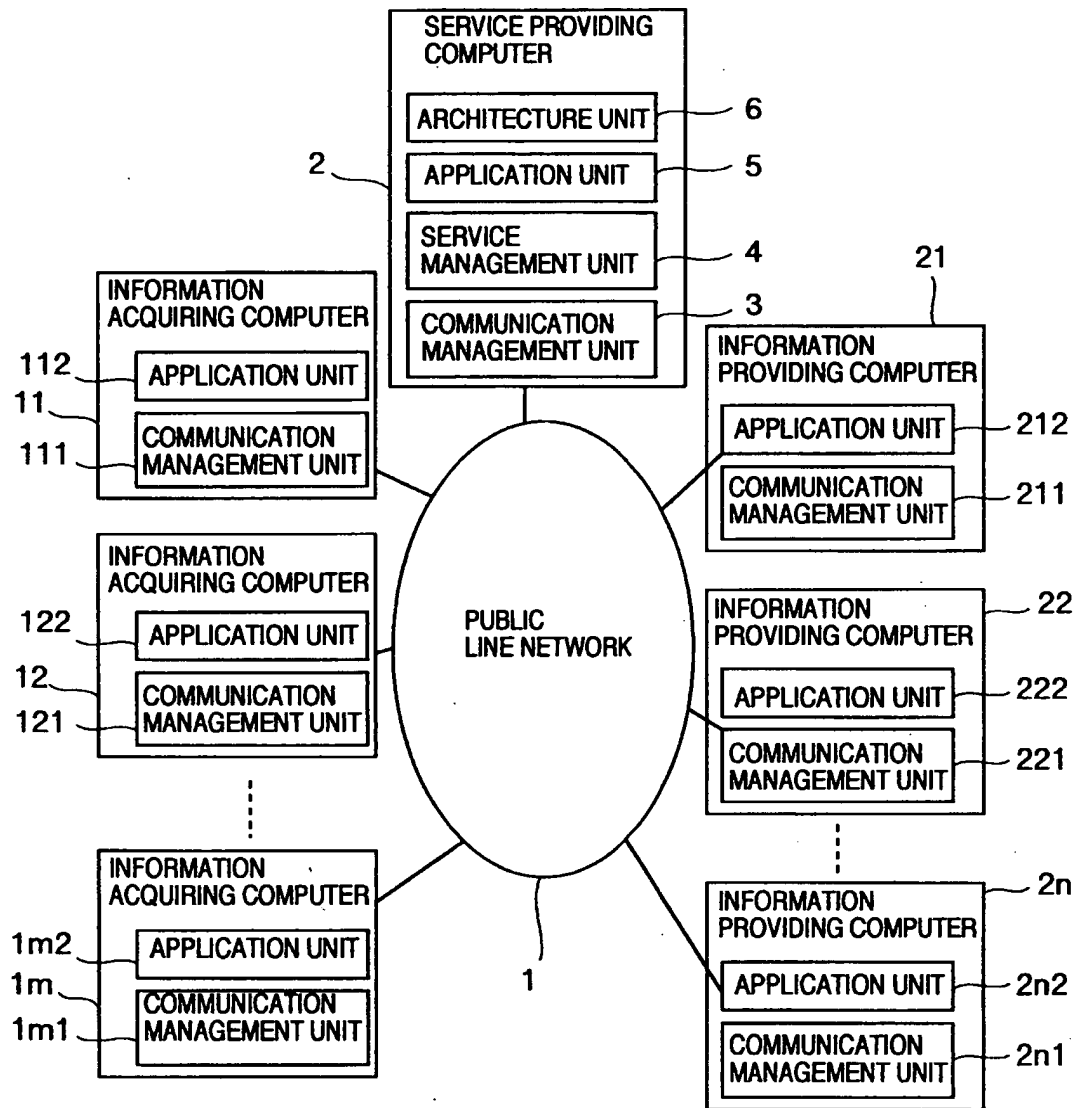 SERVICE PROVIDING
COMPUTER
ARCHITECTURE UNIT
6
2
APPLICATION UNIT
5
SERVICE
MANAGEMENT UNIT
4
COMMUNICATION
MANAGEMENT UNIT
3
INFORMATION
ACQUIRING COMPUTER
112
APPLICATION UNIT
11
COMMUNICATION
MANAGEMENT UNIT
111
21
INFORMATION
PROVIDING COMPUTER
APPLICATION UNIT
212
COMMUNICATION
MANAGEMENT UNIT
211
INFORMATION
ACQUIRING COMPUTER
122
APPLICATION UNIT
12
COMMUNICATION
MANAGEMENT UNIT
121
PUBLIC
LINE NETWORK
INFORMATION
PROVIDING COMPUTER
22
APPLICATION UNIT
222
COMMUNICATION
MANAGEMENT UNIT
221
INFORMATION
ACQUIRING COMPUTER
1m2
APPLICATION UNIT
1m
COMMUNICATION
MANAGEMENT UNIT
1m1
1
INFORMATION
PROVIDING COMPUTER
2n
APPLICATION UNIT
2n2
COMMUNICATION
MANAGEMENT UNIT
2n1